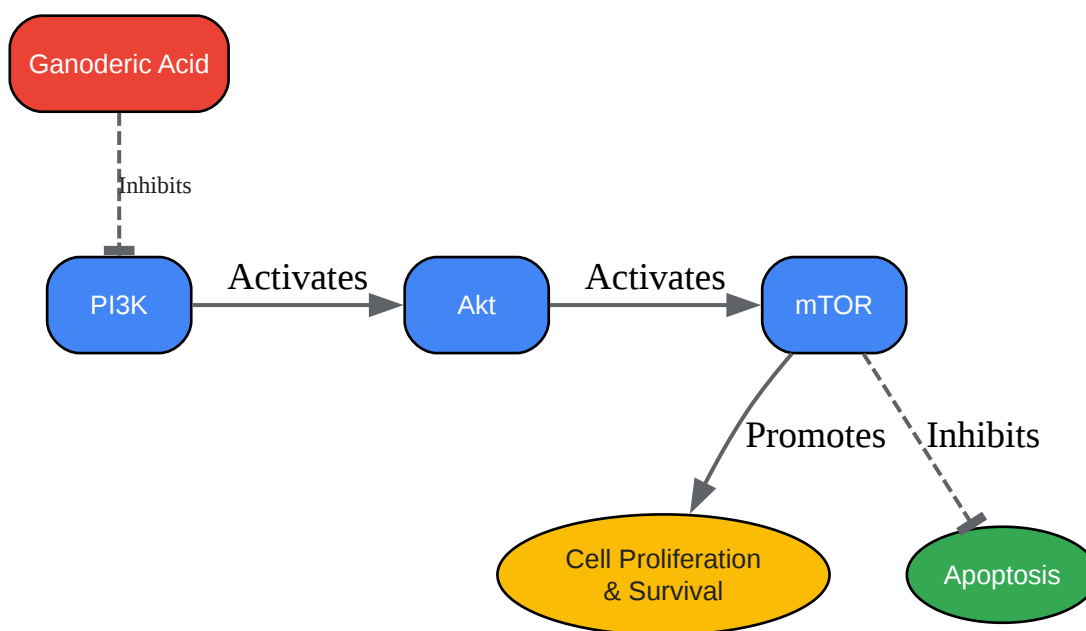 Ganoderic Acid
Inhibits
Activates
Activates
PI3K
Akt
mTOR
Promotes
Inhibits
Cell Proliferation
& Survival
Apoptosis